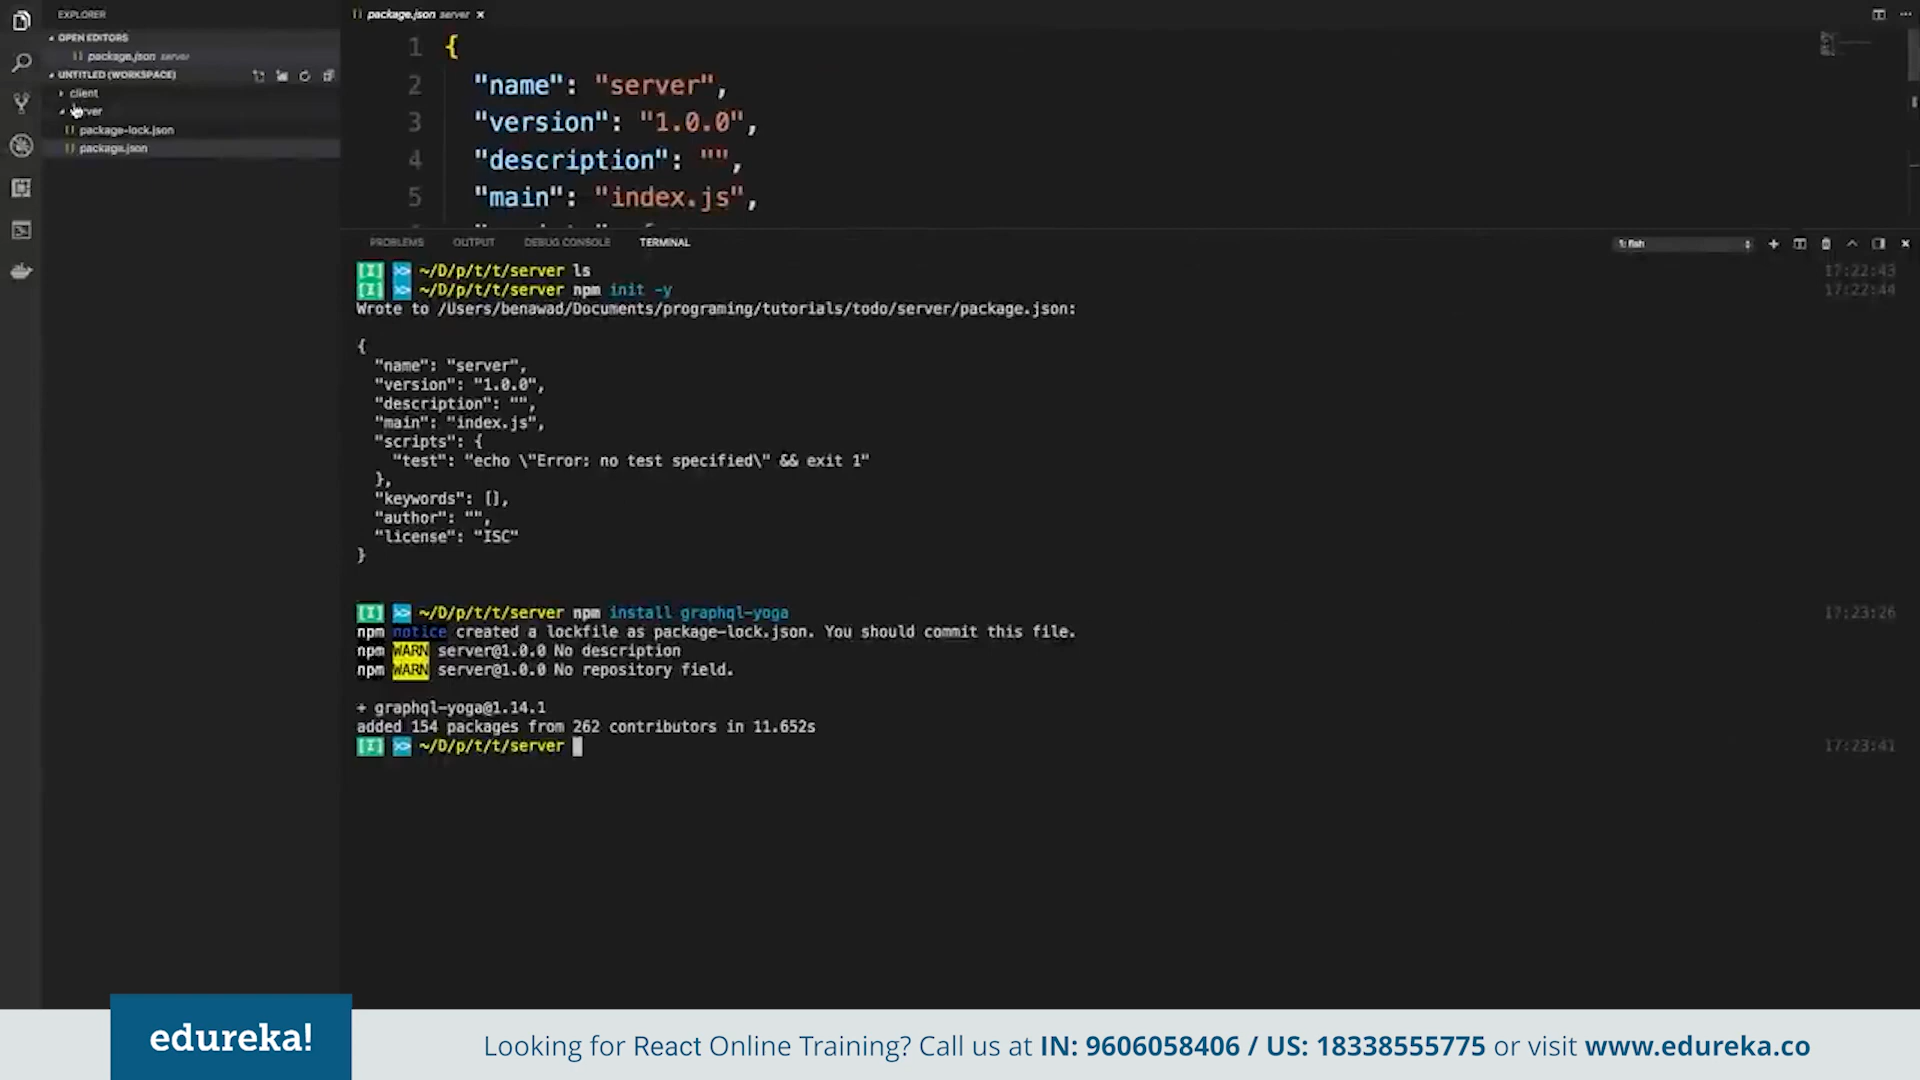 EXPLORER
OPEN EDITORS
package.json server
UNTITLED (WORKSPACE)
client
package-lock.json
package.json
package.json server
1 {
2 "name": "server",
3 "version": "1.0.0",
4 "description": "",
5 "main": "index.js",
PROBLEMS OUTPUT DEBUG CONSOLE TERMINAL
1: fish
[I] >> ~/D/p/t/t/server ls 17:22:43
[I] >> ~/D/p/t/t/server npm init -y 17:22:44
Wrote to /Users/benawad/Documents/programing/tutorials/todo/server/package.json:
{
"name": "server",
"version": "1.0.0",
"description": "",
"main": "index.js",
"scripts": {
"test": "echo \"Error: no test specified\" && exit 1"
},
"keywords": [],
"author": "",
"license": "ISC"
}
[I] >> ~/D/p/t/t/server npm install graphql-yoga 17:23:26
npm notice created a lockfile as package-lock.json. You should commit this file.
npm WARN server@1.0.0 No description
npm WARN server@1.0.0 No repository field.
+ graphql-yoga@1.14.1
added 154 packages from 262 contributors in 11.652s
[I] >> ~/D/p/t/t/server 17:23:41
edureka!
Looking for React Online Training? Call us at IN: 9606058406 / US: 18338555775 or visit www.edureka.co